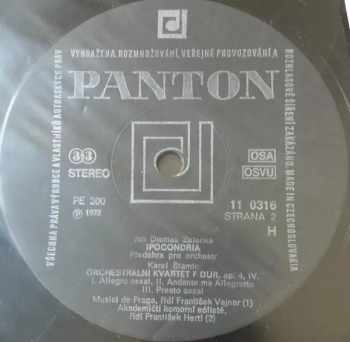 VŠECHNA PRÁVA VÝROBCE A VLASTNÍKŮ AUTORSKÝCH PRÁV VYHRAZENA. ROZMNOŽOVÁNÍ, VEŘEJNÉ PROVOZOVÁNÍ A ROZHLASOVÉ ŠÍŘENÍ ZAKÁZÁNO. MADE IN CZECHOSLOVAKIA
PANTON
33
STEREO
OSA
OSVU
PE 200
11 0316
℗ 1972
STRANA 2
H
Jan Dismas Zelenka
IPOCONDRIA
Předehra pro orchestr
Karel Stamic
ORCHESTRÁLNÍ KVARTET F DUR, op. 4, IV.
I. Allegro assai, II. Andante ma Allegretto
III. Presto assai
Musici de Praga, řídí František Vajnar (1)
Akademičtí komorní sólisté,
řídí František Hertl (2)